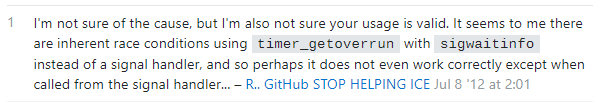 1 I'm not sure of the cause, but I'm also not sure your usage is valid. It seems to me there
are inherent race conditions using timer_getoverrun with sigwaitinfo
instead of a signal handler, and so perhaps it does not even work correctly except when
called from the signal handler... – R.. GitHub STOP HELPING ICE Jul 8 '12 at 2:01